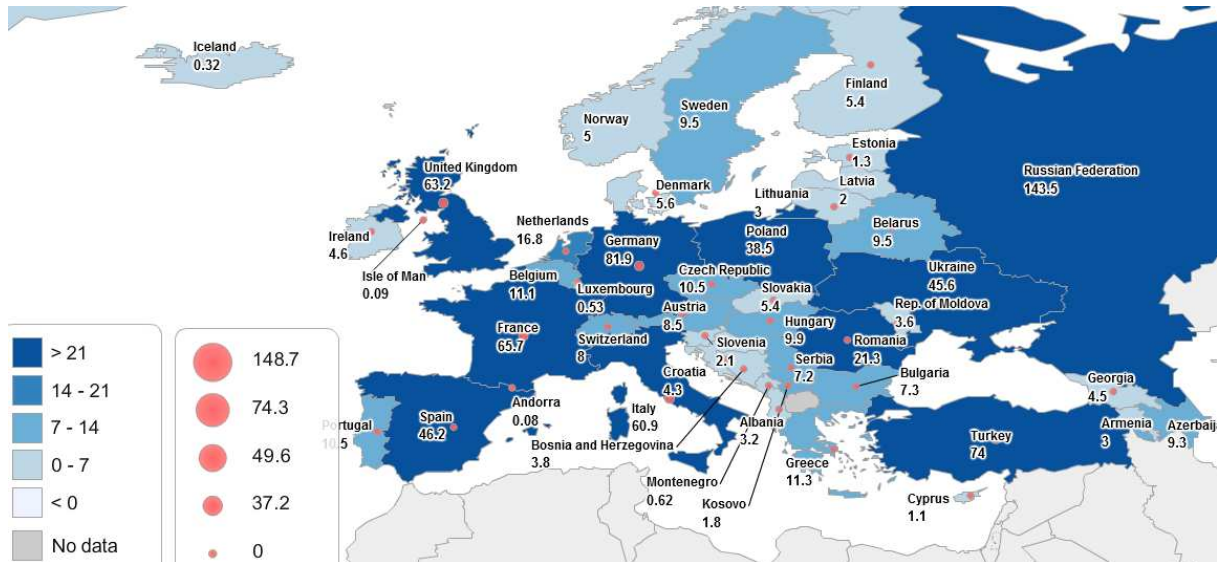 Iceland
0.32
Finland
5.4
Norway
5
Sweden
9.5
Estonia
1.3
United Kingdom
63.2
Russian Federation
143.5
Denmark
5.6
Lithuania
3
Latvia
2
Netherlands
16.8
Belarus
9.5
Ireland
4.6
Germany
81.9
Poland
38.5
Isle of Man
0.09
Belgium
11.1
Czech Republic
10.5
Ukraine
45.6
Luxembourg
0.53
Slovakia
5.4
Rep. of Moldova
3.6
Austria
8.5
France
65.7
Switzerland
8
Hungary
9.9
Romania
21.3
Slovenia
2.1
Serbia
7.2
Croatia
4.3
Bulgaria
7.3
Georgia
4.5
Andorra
0.08
Italy
60.9
Portugal
10.5
Spain
46.2
Albania
3.2
Armenia
3
Azerbaija
9.3
Turkey
74
Bosnia and Herzegovina
3.8
Greece
11.3
Montenegro
0.62
Kosovo
1.8
Cyprus
1.1
> 21
14 - 21
7 - 14
0 - 7
< 0
No data
148.7
74.3
49.6
37.2
0